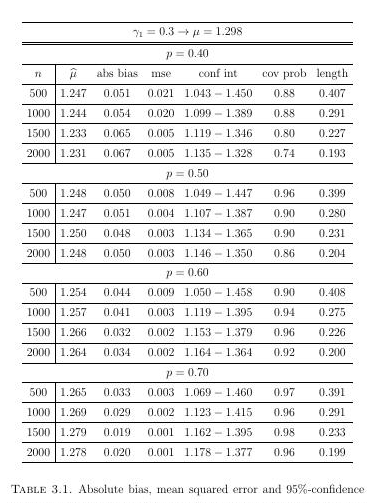 γ₁ = 0.3 → μ = 1.298
p = 0.40
n μ̂ abs bias mse conf int cov prob length
500 1.247 0.051 0.021 1.043 − 1.450 0.88 0.407
1000 1.244 0.054 0.020 1.099 − 1.389 0.88 0.291
1500 1.233 0.065 0.005 1.119 − 1.346 0.80 0.227
2000 1.231 0.067 0.005 1.135 − 1.328 0.74 0.193
p = 0.50
500 1.248 0.050 0.008 1.049 − 1.447 0.96 0.399
1000 1.247 0.051 0.004 1.107 − 1.387 0.90 0.280
1500 1.250 0.048 0.003 1.134 − 1.365 0.90 0.231
2000 1.248 0.050 0.003 1.146 − 1.350 0.86 0.204
p = 0.60
500 1.254 0.044 0.009 1.050 − 1.458 0.90 0.408
1000 1.257 0.041 0.003 1.119 − 1.395 0.94 0.275
1500 1.266 0.032 0.002 1.153 − 1.379 0.96 0.226
2000 1.264 0.034 0.002 1.164 − 1.364 0.92 0.200
p = 0.70
500 1.265 0.033 0.003 1.069 − 1.460 0.97 0.391
1000 1.269 0.029 0.002 1.123 − 1.415 0.96 0.291
1500 1.279 0.019 0.001 1.162 − 1.395 0.98 0.233
2000 1.278 0.020 0.001 1.178 − 1.377 0.96 0.199
TABLE 3.1. Absolute bias, mean squared error and 95%-confidence